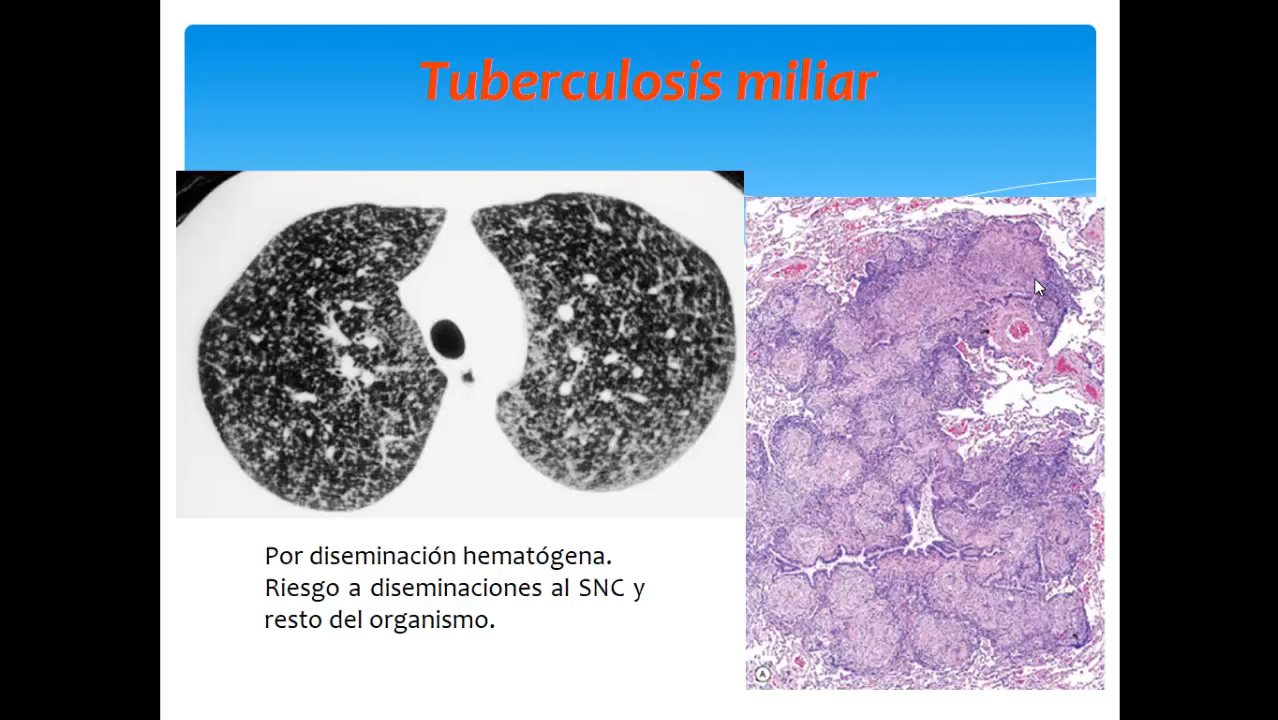 Tuberculosis miliar
Por diseminación hematógena.
Riesgo a diseminaciones al SNC y
resto del organismo.
A